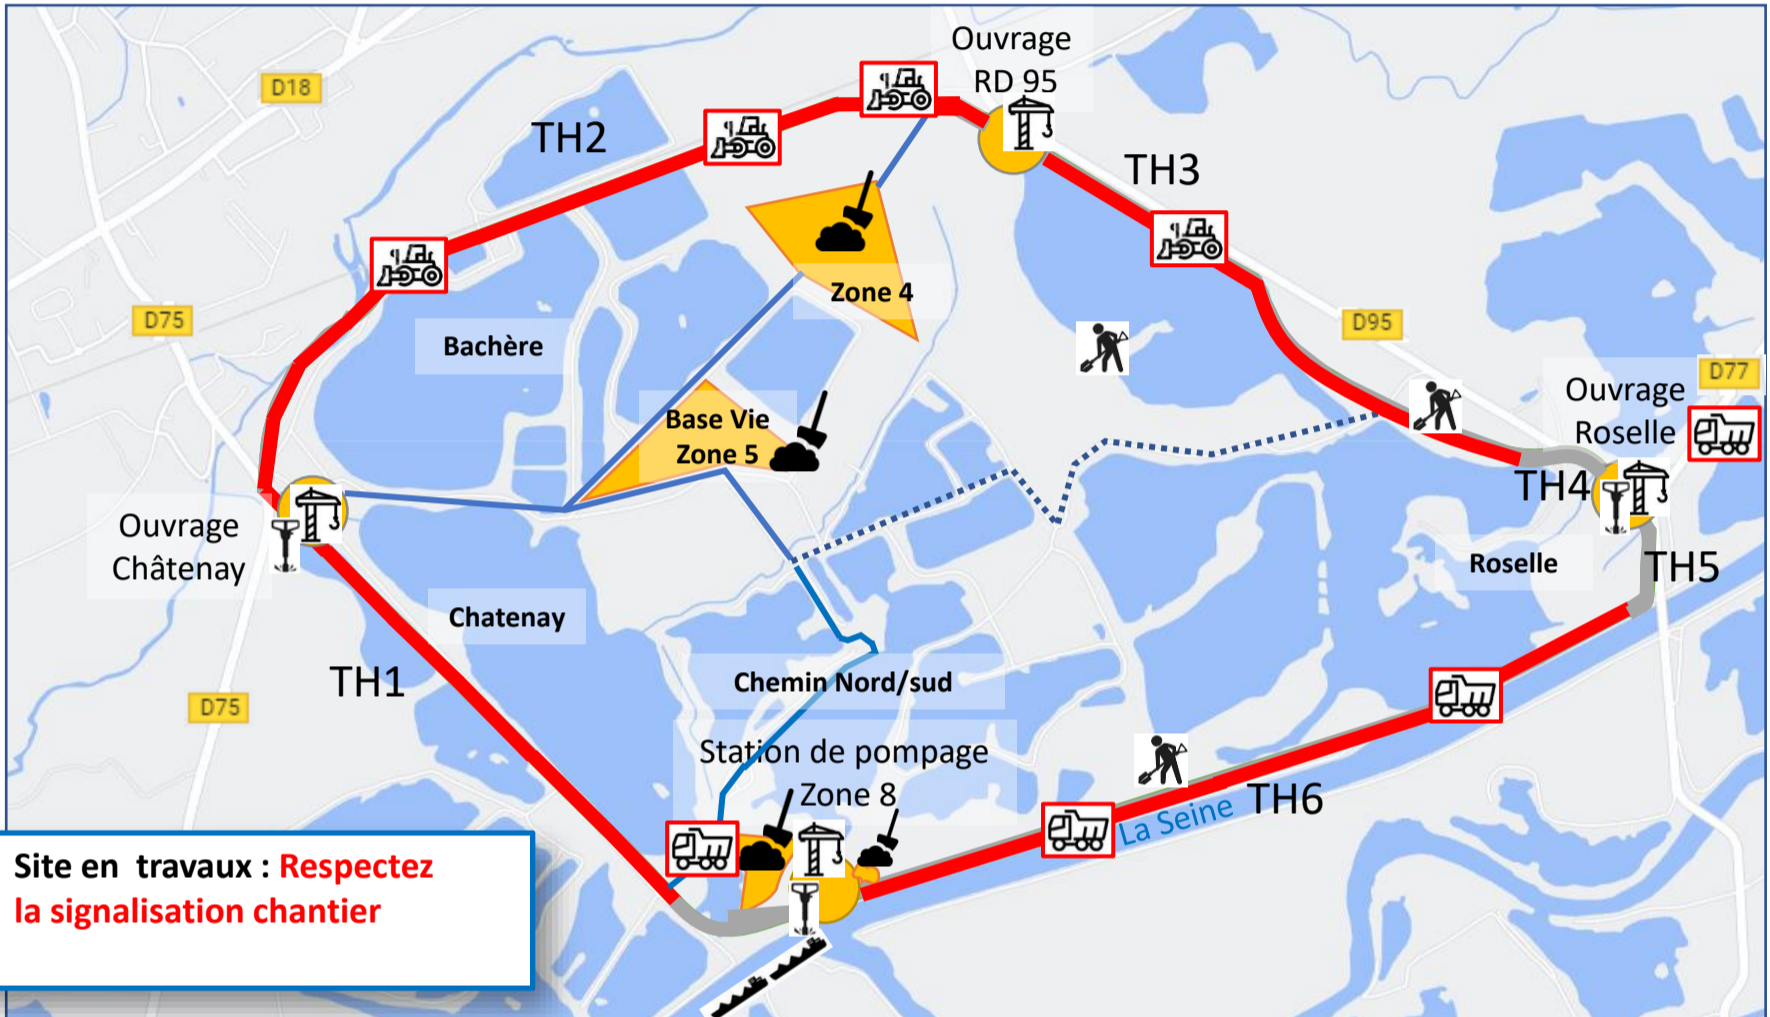 Ouvrage
RD 95
D18
TH2
TH3
Zone 4
D75
D95
Bachère
D77
Ouvrage
Roselle
Base Vie
Zone 5
TH4
Ouvrage
Châtenay
Roselle
TH5
Chatenay
TH1
Chemin Nord/sud
D75
Station de pompage
Zone 8
TH6
La Seine
Site en travaux : Respectez
la signalisation chantier